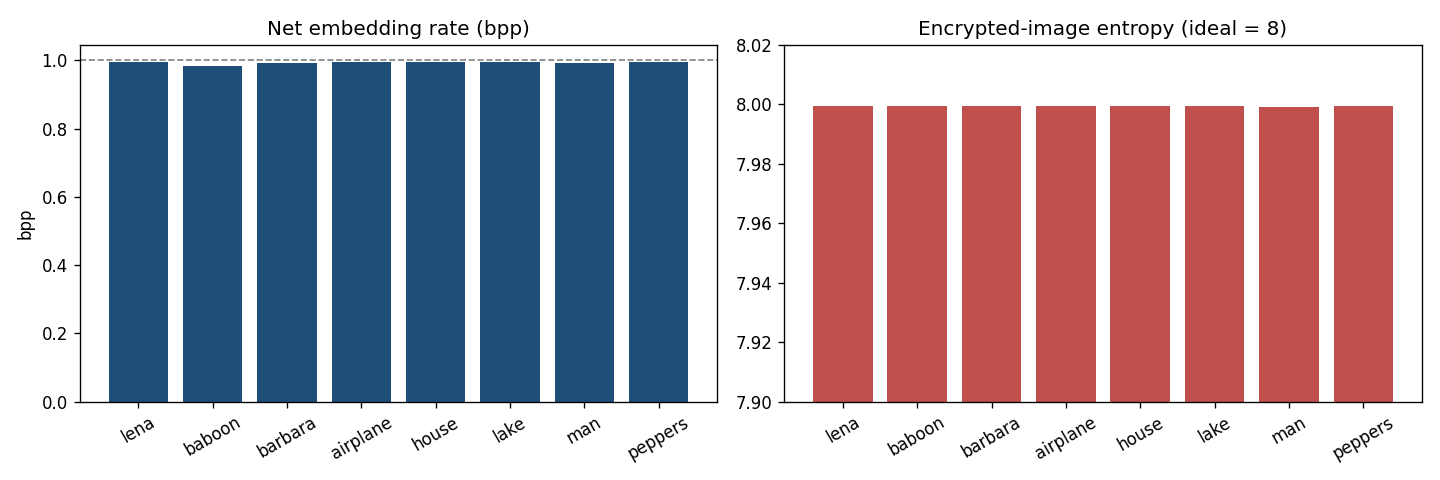 Net embedding rate (bpp)
bpp
1.0
0.8
0.6
0.4
0.2
0.0
lena
baboon
barbara
airplane
house
lake
man
peppers
Encrypted-image entropy (ideal = 8)
8.02
8.00
7.98
7.96
7.94
7.92
7.90
lena
baboon
barbara
airplane
house
lake
man
peppers